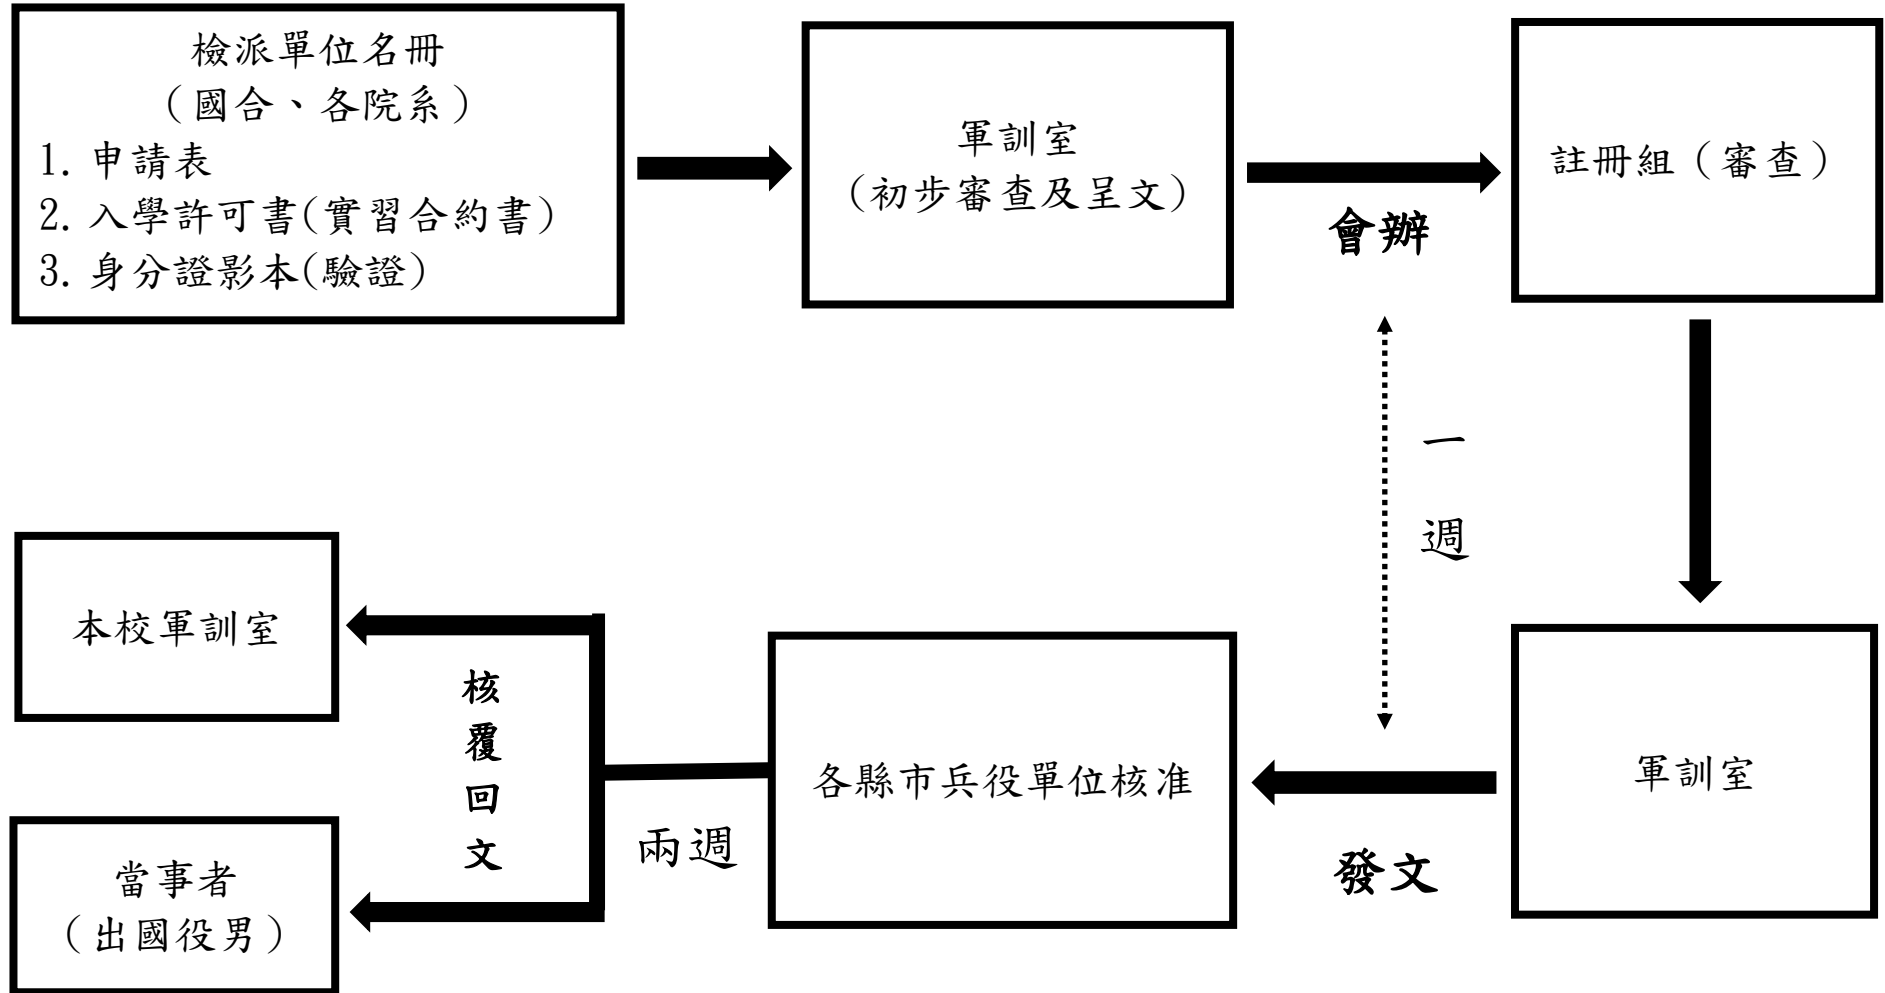 檢派單位名冊
（國合、各院系）
1. 申請表
2. 入學許可書(實習合約書)
3. 身分證影本(驗證)
軍訓室
(初步審查及呈文)
會辦
註冊組（審查）
一週
軍訓室
發文
各縣市兵役單位核准
兩週
核覆回文
本校軍訓室
當事者
（出國役男）